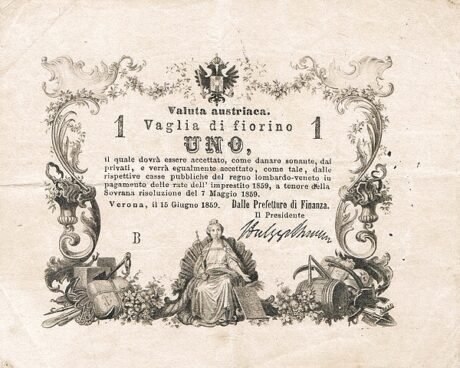 Valuta austriaca.
1 Vaglia di fiorino 1
UNO,
il quale dovrà essere accettato, come danaro sonante, dai
privati, e verrà egualmente accettato, come tale, dalle
rispettive casse pubbliche del regno lombardo-veneto in
pagamento delle rate dell' imprestito 1859, a tenore della
Sovrana risoluzione del 7 Maggio 1859.
Verona, il 15 Giugno 1859. Dalle Prefetture di Finanza.
Il Presidente
B